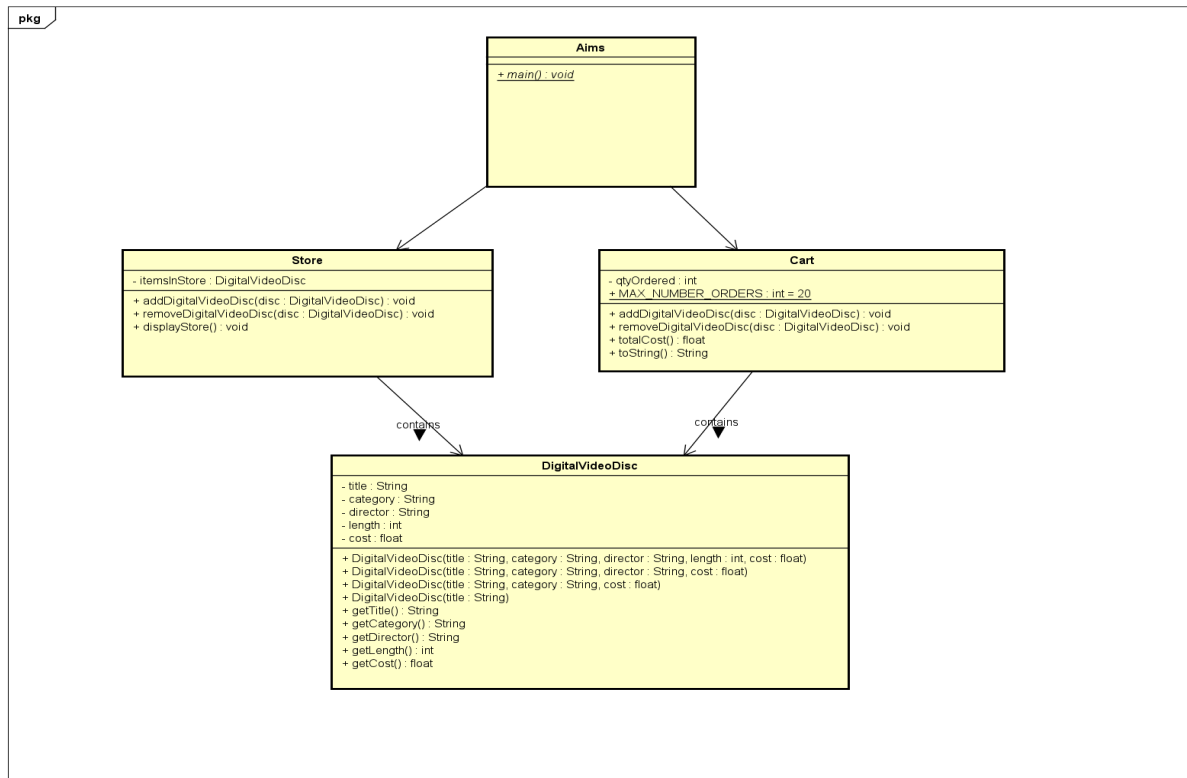 pkg
Aims
+ main() : void
Store
- itemsInStore : DigitalVideoDisc
+ addDigitalVideoDisc(disc : DigitalVideoDisc) : void
+ removeDigitalVideoDisc(disc : DigitalVideoDisc) : void
+ displayStore() : void
Cart
- qtyOrdered : int
+ MAX_NUMBER_ORDERS : int = 20
+ addDigitalVideoDisc(disc : DigitalVideoDisc) : void
+ removeDigitalVideoDisc(disc : DigitalVideoDisc) : void
+ totalCost() : float
+ toString() : String
contains
contains
DigitalVideoDisc
- title : String
- category : String
- director : String
- length : int
- cost : float
+ DigitalVideoDisc(title : String, category : String, director : String, length : int, cost : float)
+ DigitalVideoDisc(title : String, category : String, director : String, cost : float)
+ DigitalVideoDisc(title : String, category : String, cost : float)
+ DigitalVideoDisc(title : String)
+ getTitle() : String
+ getCategory() : String
+ getDirector() : String
+ getLength() : int
+ getCost() : float